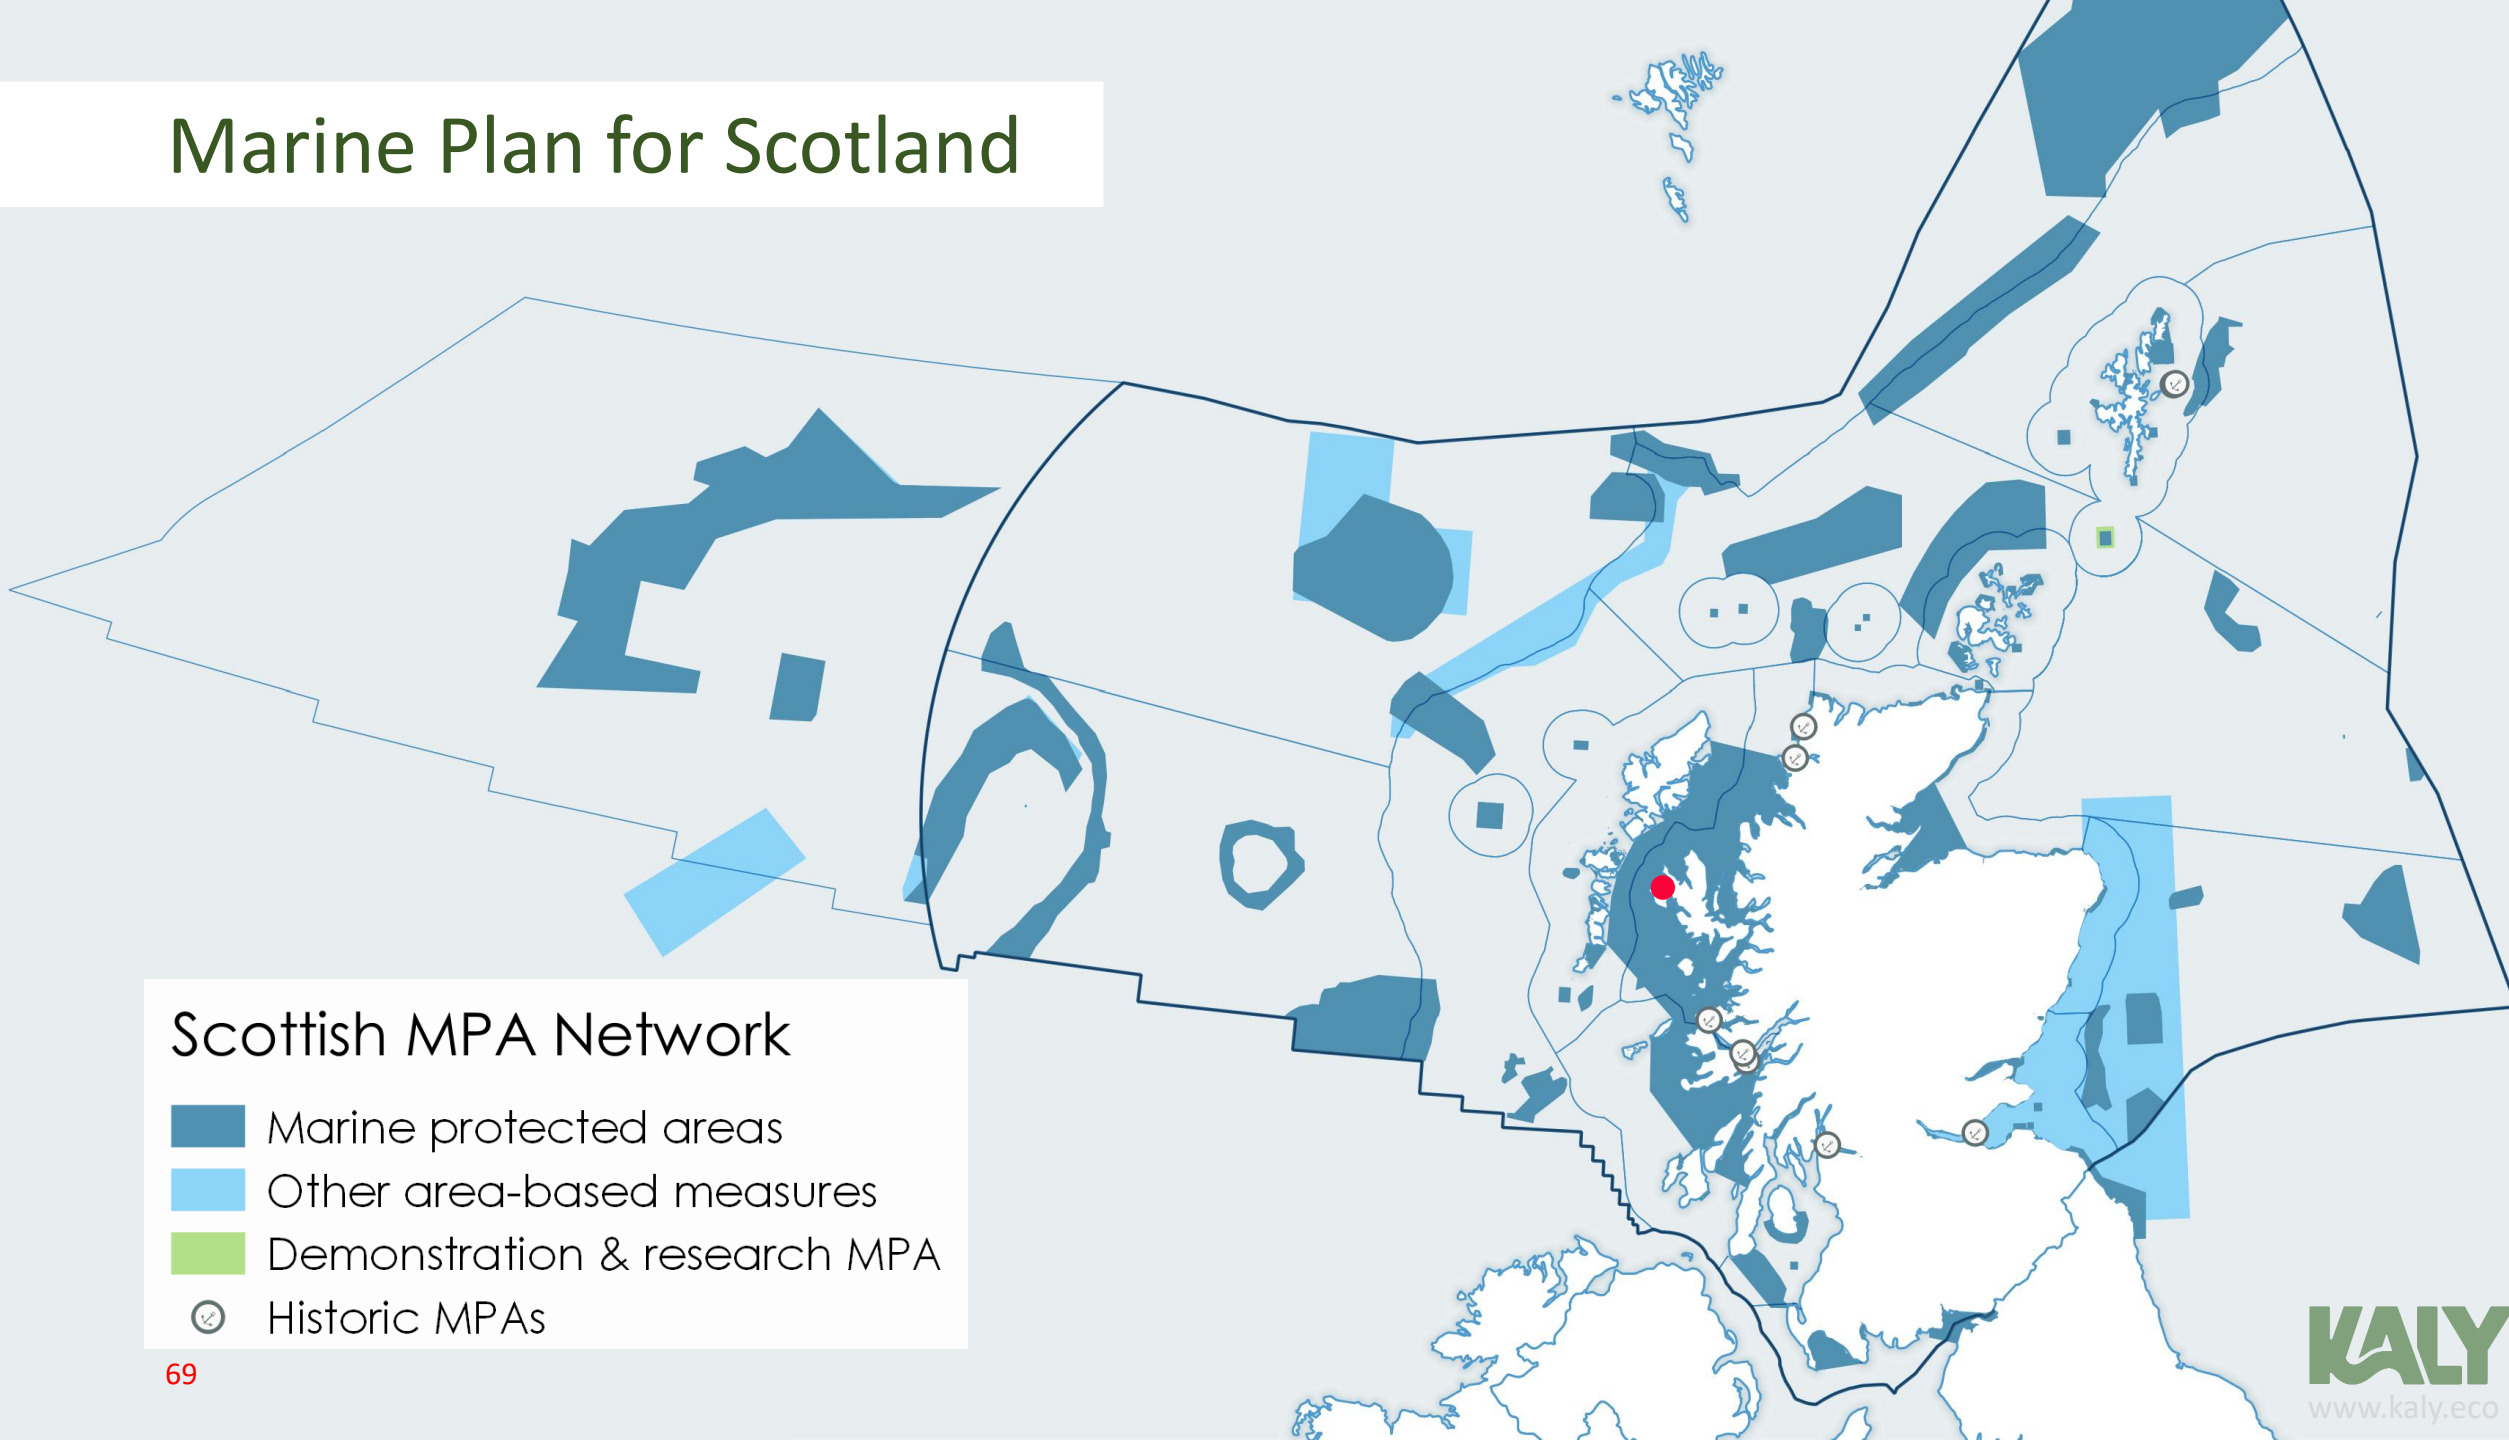 Marine Plan for Scotland
Scottish MPA Network
Marine protected areas
Other area-based measures
Demonstration & research MPA
Historic MPAs
69
KALY
www.kaly.eco